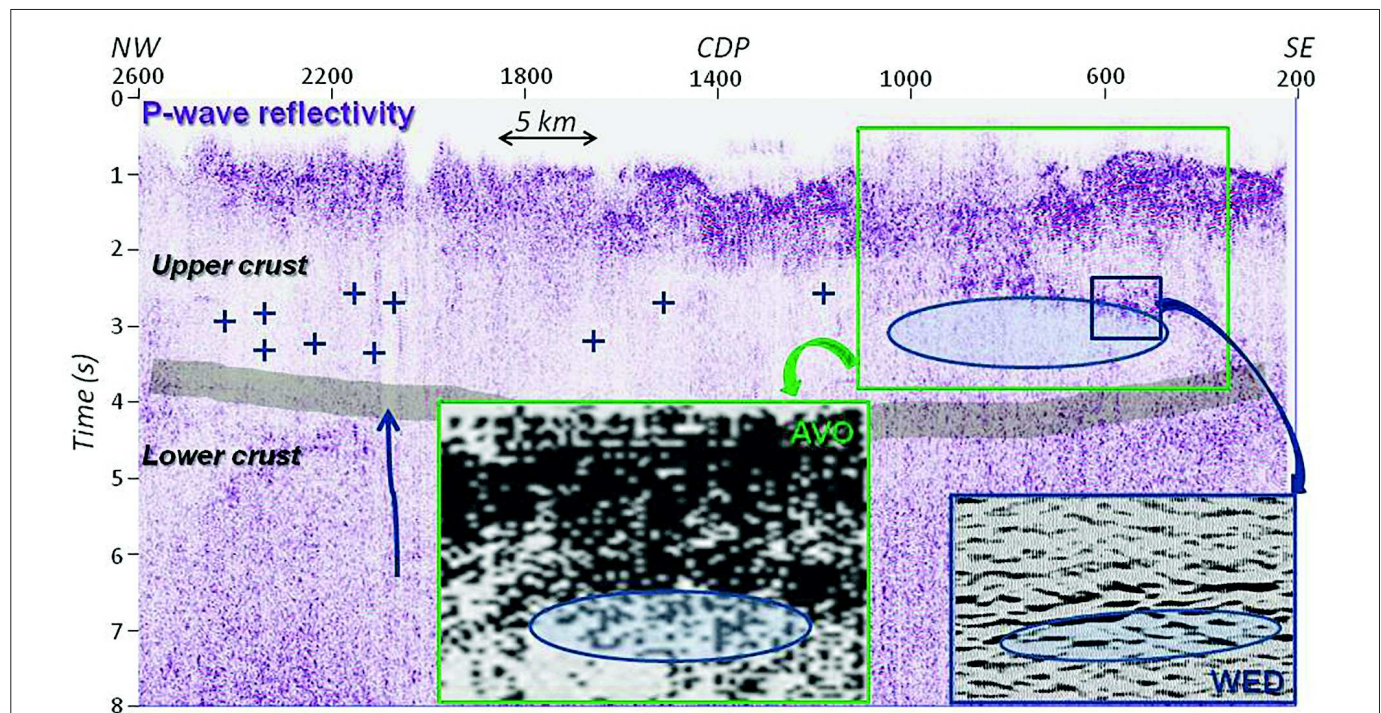 NW CDP SE
2600 2200 1800 1400 1000 600 200
0
P-wave reflectivity
5 km
1
2
Upper crust
3
Time (s)
4
AVO
Lower crust
5
6
7
WED
8